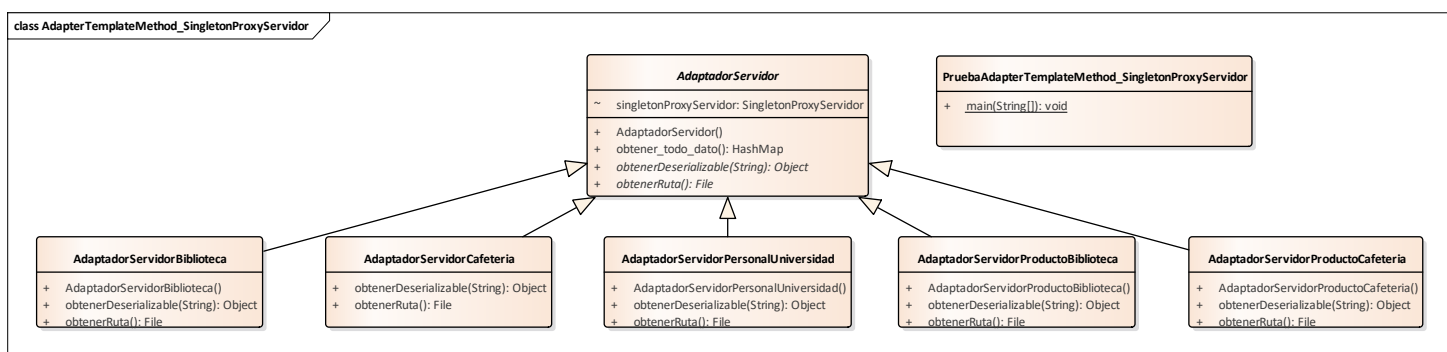 class AdapterTemplateMethod_SingletonProxyServidor
AdaptadorServidor
~ singletonProxyServidor: SingletonProxyServidor
+ AdaptadorServidor()
+ obtener_todo_dato(): HashMap
+ obtenerDeserializable(String): Object
+ obtenerRuta(): File
PruebaAdapterTemplateMethod_SingletonProxyServidor
+ main(String[]): void
AdaptadorServidorBiblioteca
+ AdaptadorServidorBiblioteca()
+ obtenerDeserializable(String): Object
+ obtenerRuta(): File
AdaptadorServidorCafeteria
+ obtenerDeserializable(String): Object
+ obtenerRuta(): File
AdaptadorServidorPersonalUniversidad
+ AdaptadorServidorPersonalUniversidad()
+ obtenerDeserializable(String): Object
+ obtenerRuta(): File
AdaptadorServidorProductoBiblioteca
+ AdaptadorServidorProductoBiblioteca()
+ obtenerDeserializable(String): Object
+ obtenerRuta(): File
AdaptadorServidorProductoCafeteria
+ AdaptadorServidorProductoCafeteria()
+ obtenerDeserializable(String): Object
+ obtenerRuta(): File